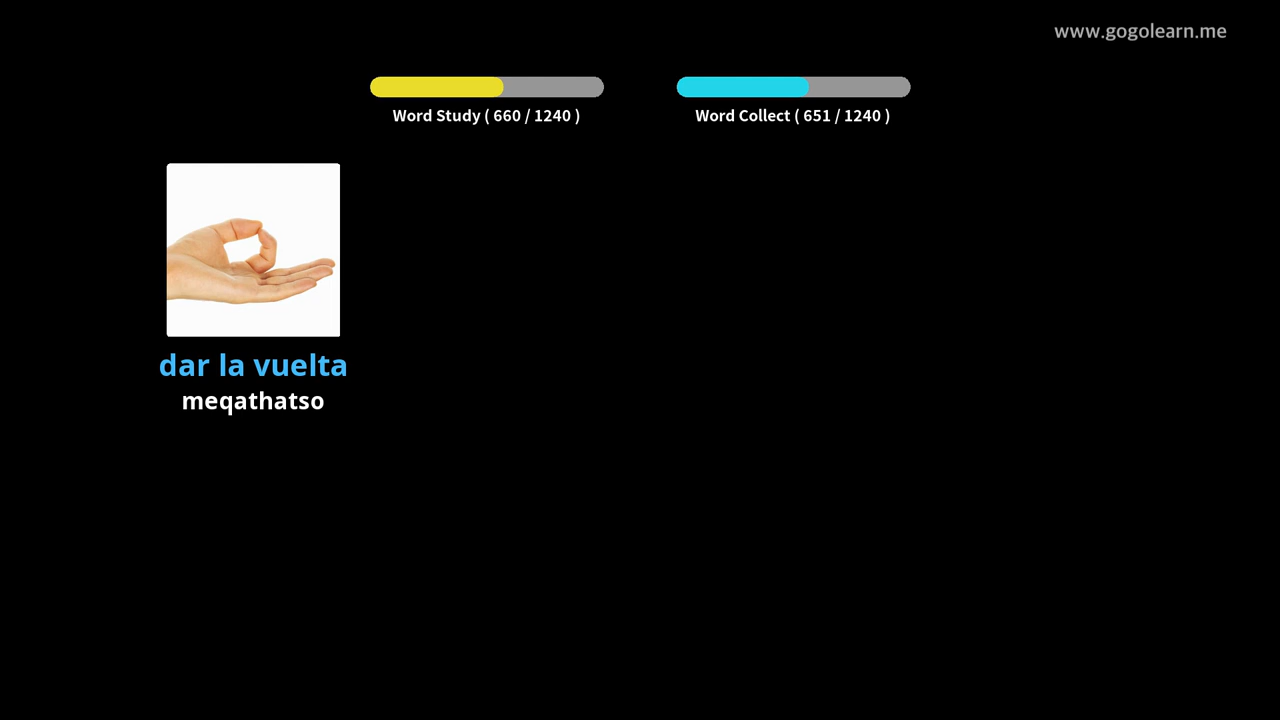 www.gogolearn.me
Word Study ( 660 / 1240 )
Word Collect ( 651 / 1240 )
dar la vuelta
meqathatso